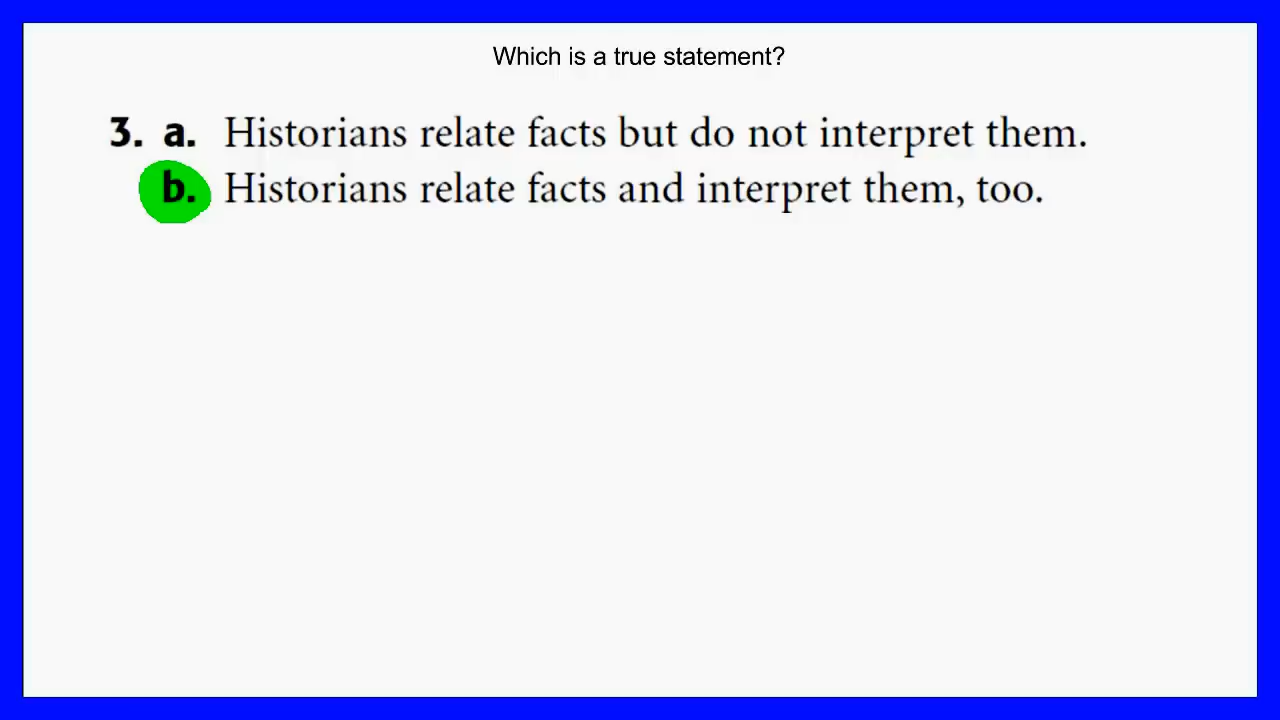 Which is a true statement?
3. a. Historians relate facts but do not interpret them.
b. Historians relate facts and interpret them, too.